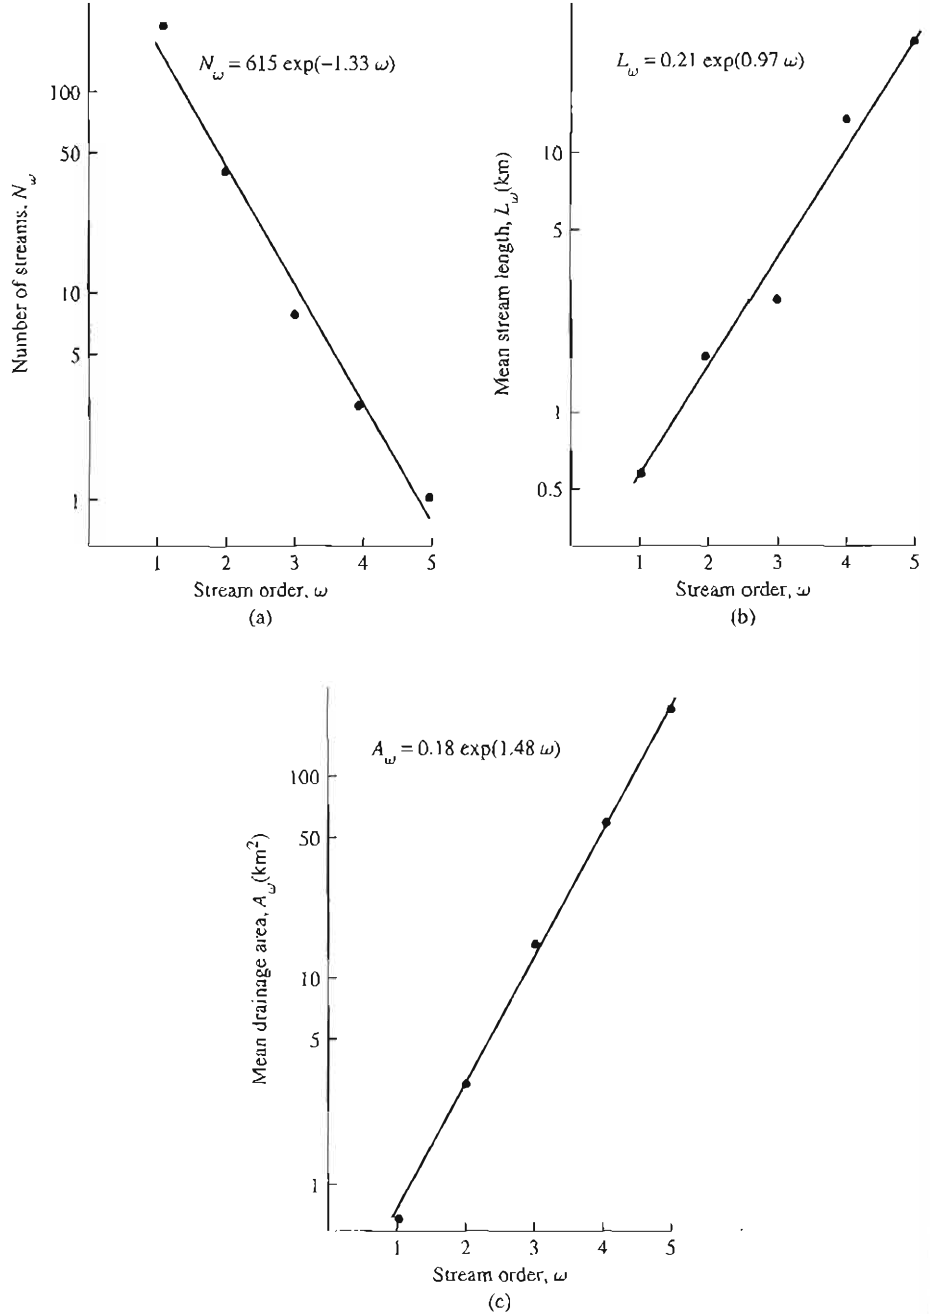 N_ω = 615 exp(−1.33 ω)
100
50
10
5
1
Number of streams, N_ω
1 2 3 4 5
Stream order, ω
(a)
L_ω = 0.21 exp(0.97 ω)
10
5
1
0.5
Mean stream length, L_ω(km)
1 2 3 4 5
Stream order, ω
(b)
A_ω = 0.18 exp(1.48 ω)
100
50
10
5
1
Mean drainage area, A_ω(km²)
1 2 3 4 5
Stream order, ω
(c)